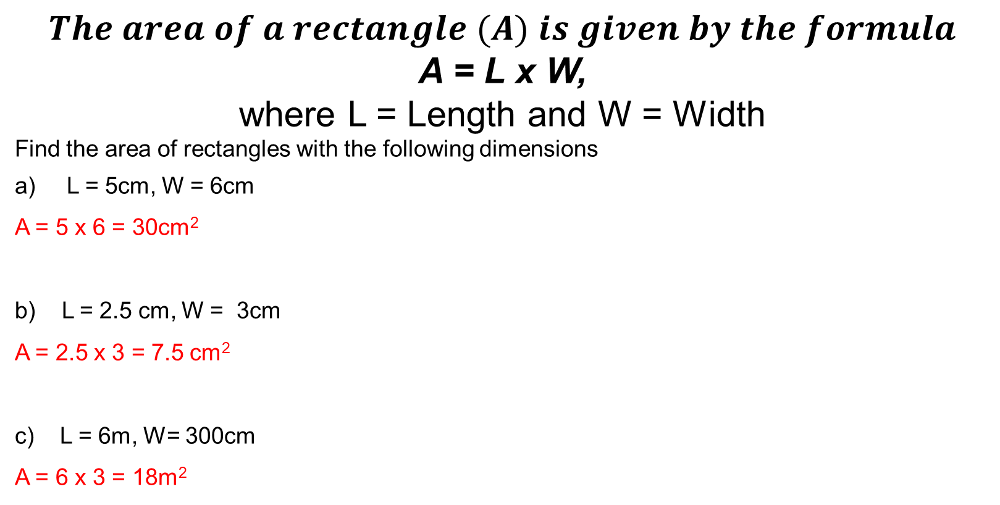 The area of a rectangle (A) is given by the formula
A = L x W,
where L = Length and W = Width
Find the area of rectangles with the following dimensions
a) L = 5cm, W = 6cm
A = 5 x 6 = 30cm²
b) L = 2.5 cm, W = 3cm
A = 2.5 x 3 = 7.5 cm²
c) L = 6m, W= 300cm
A = 6 x 3 = 18m²